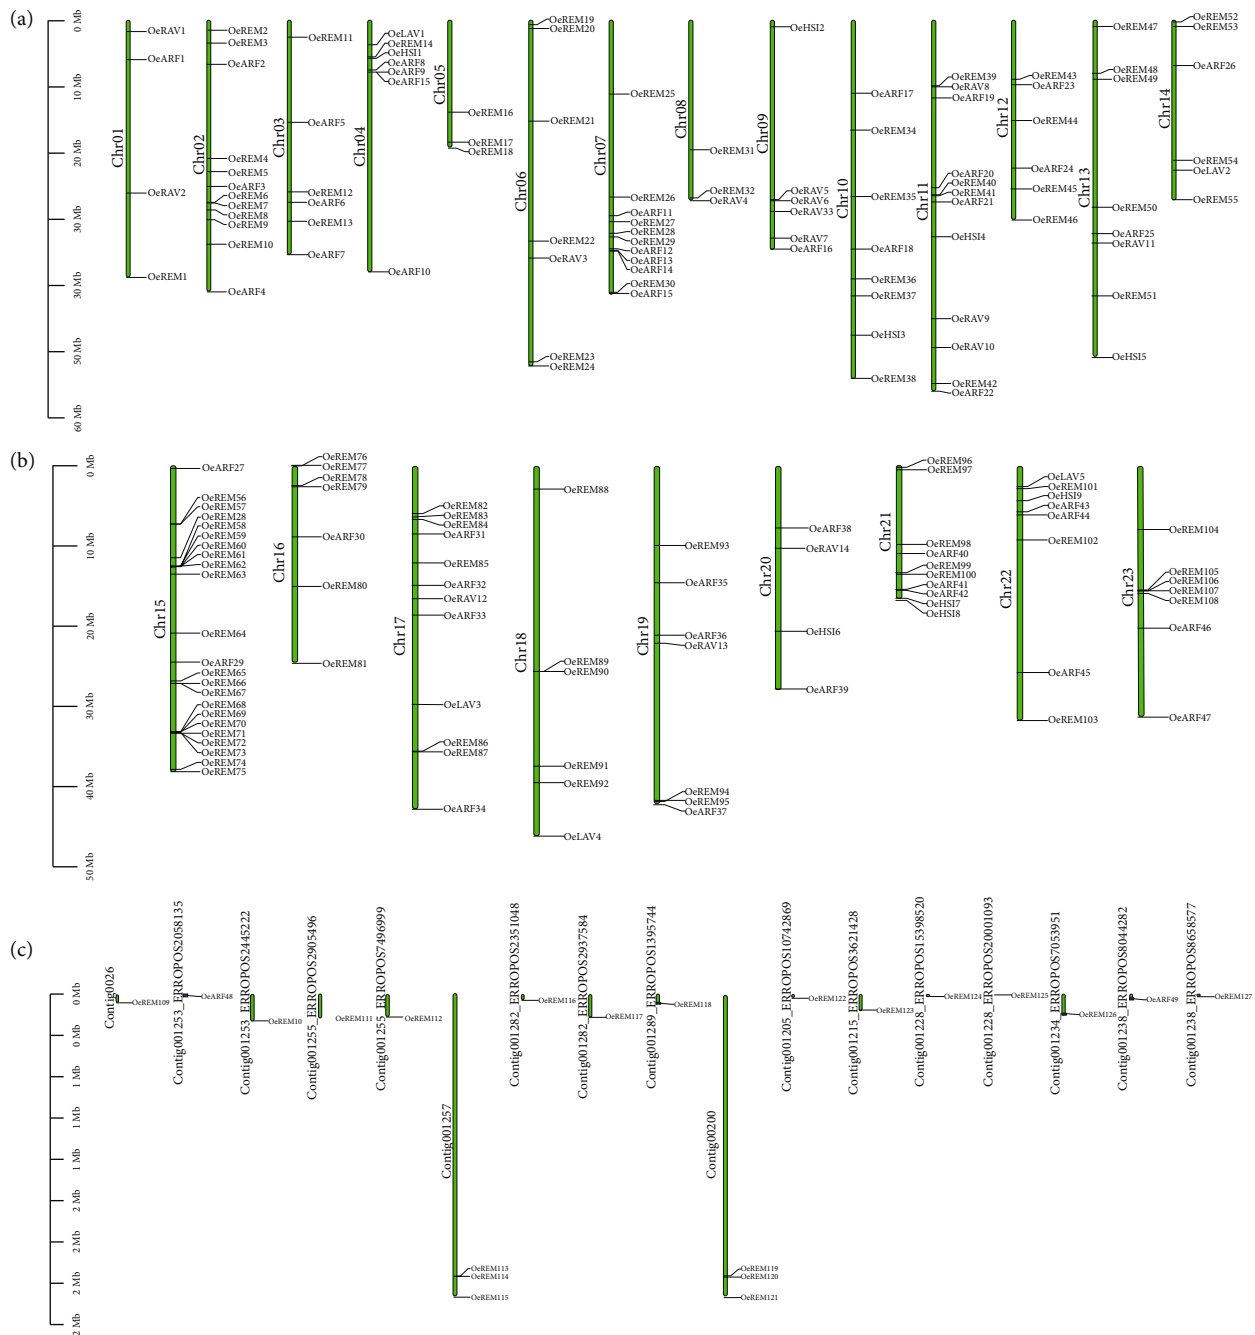 (a)
0 Mb
10 Mb
20 Mb
30 Mb
30 Mb
50 Mb
60 Mb
Chr01
OeRAV1
OeARF1
OeRAV2
OeREM1
Chr02
OeREM2
OeREM3
OeARF2
OeREM4
OeREM5
OeARF3
OeREM6
OeREM7
OeREM8
OeREM9
OeREM10
OeARF4
Chr03
OeREM11
OeARF5
OeREM12
OeARF6
OeREM13
OeARF7
Chr04
OeLAV1
OeREM14
OeHSI1
OeARF8
OeARF9
OeARF15
OeARF10
Chr05
OeREM16
OeREM17
OeREM18
Chr06
OeREM19
OeREM20
OeREM21
OeREM22
OeRAV3
OeREM23
OeREM24
Chr07
OeREM25
OeREM26
OeARF11
OeREM27
OeREM28
OeREM29
OeARF12
OeARF13
OeARF14
OeREM30
OeARF15
Chr08
OeREM31
OeREM32
OeRAV4
Chr09
OeHSI2
OeRAV5
OeRAV6
OeRAV33
OeRAV7
OeARF16
Chr10
OeARF17
OeREM34
OeREM35
OeARF18
OeREM36
OeREM37
OeHSI3
OeREM38
Chr11
OeREM39
OeRAV8
OeARF19
OeARF20
OeREM40
OeREM41
OeARF21
OeHSI4
OeRAV9
OeRAV10
OeREM42
OeARF22
Chr12
OeREM43
OeARF23
OeREM44
OeARF24
OeREM45
OeREM46
Chr13
OeREM47
OeREM48
OeREM49
OeREM50
OeARF25
OeRAV11
OeREM51
OeHSI5
Chr14
OeREM52
OeREM53
OeARF26
OeREM54
OeLAV2
OeREM55
(b)
0 Mb
10 Mb
20 Mb
30 Mb
40 Mb
50 Mb
Chr15
OeARF27
OeREM56
OeREM57
OeREM28
OeREM58
OeREM59
OeREM60
OeREM61
OeREM62
OeREM63
OeREM64
OeARF29
OeREM65
OeREM66
OeREM67
OeREM68
OeREM69
OeREM70
OeREM71
OeREM72
OeREM73
OeREM74
OeREM75
Chr16
OeREM76
OeREM77
OeREM78
OeREM79
OeARF30
OeREM80
OeREM81
Chr17
OeREM82
OeREM83
OeREM84
OeARF31
OeREM85
OeARF32
OeRAV12
OeARF33
OeLAV3
OeREM86
OeREM87
OeARF34
Chr18
OeREM88
OeREM89
OeREM90
OeREM91
OeREM92
OeLAV4
Chr19
OeREM93
OeARF35
OeARF36
OeRAV13
OeREM94
OeREM95
OeARF37
Chr20
OeARF38
OeRAV14
OeHSI6
OeARF39
Chr21
OeREM96
OeREM97
OeREM98
OeARF40
OeREM99
OeREM100
OeARF41
OeARF42
OeHSI7
OeHSI8
Chr22
OeLAV5
OeREM101
OeHSI9
OeARF43
OeARF44
OeREM102
OeARF45
OeREM103
Chr23
OeREM104
OeREM105
OeREM106
OeREM107
OeREM108
OeARF46
OeARF47
(c)
0 Mb
0 Mb
1 Mb
1 Mb
1 Mb
2 Mb
2 Mb
2 Mb
2 Mb
Contig0026
OeREM109
Contig001253_ERROPOS2058135
OeARF48
Contig001253_ERROPOS2445222
OeREM10
Contig001255_ERROPOS2905496
OeREM111
Contig001255_ERROPOS7496999
OeREM112
Contig001257
OeREM113
OeREM114
OeREM115
Contig001282_ERROPOS2351048
OeREM116
Contig001282_ERROPOS2937584
OeREM117
Contig001289_ERROPOS1395744
OeREM118
Contig00200
OeREM119
OeREM120
OeREM121
Contig001205_ERROPOS10742869
OeREM122
Contig001215_ERROPOS3621428
OeREM123
Contig001228_ERROPOS15398520
OeREM124
Contig001228_ERROPOS20001093
OeREM125
Contig001234_ERROPOS7053951
OeREM126
Contig001238_ERROPOS8044282
OeARF49
Contig001238_ERROPOS8658577
OeREM127